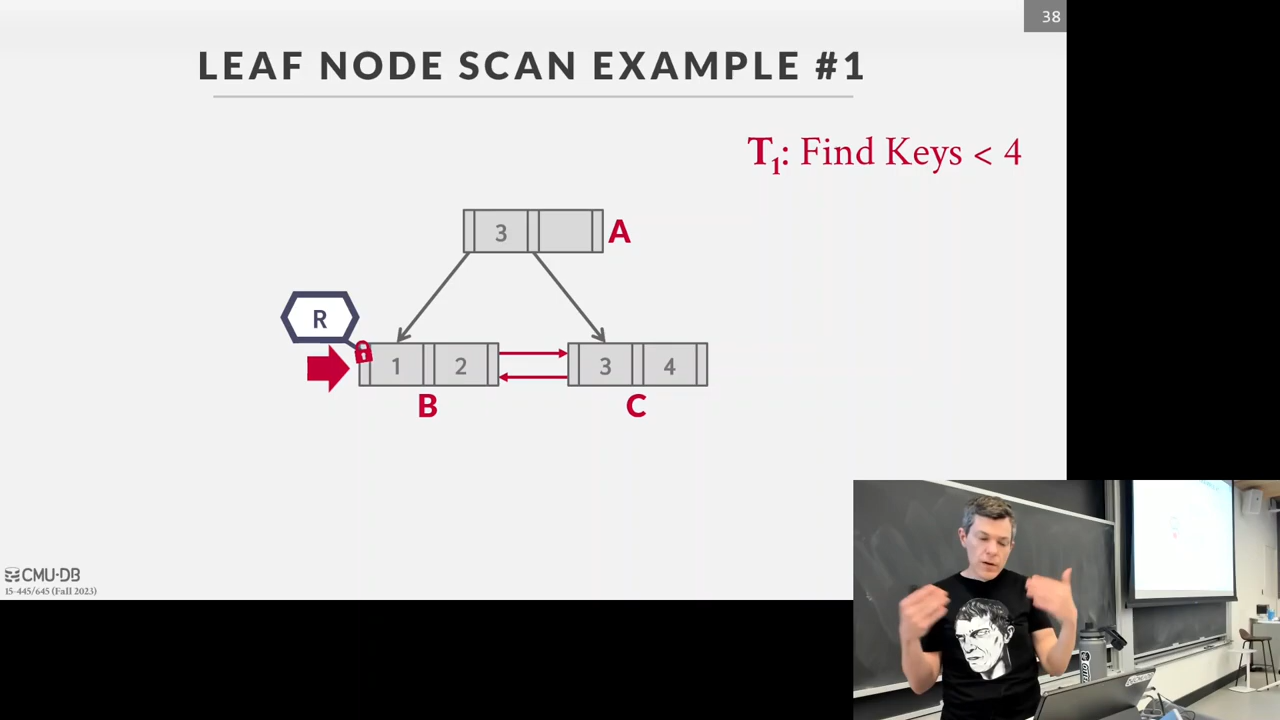 38
LEAF NODE SCAN EXAMPLE #1
T1: Find Keys < 4
3
A
R
1 2
3 4
B
C
CMU·DB
15-445/645 (Fall 2023)